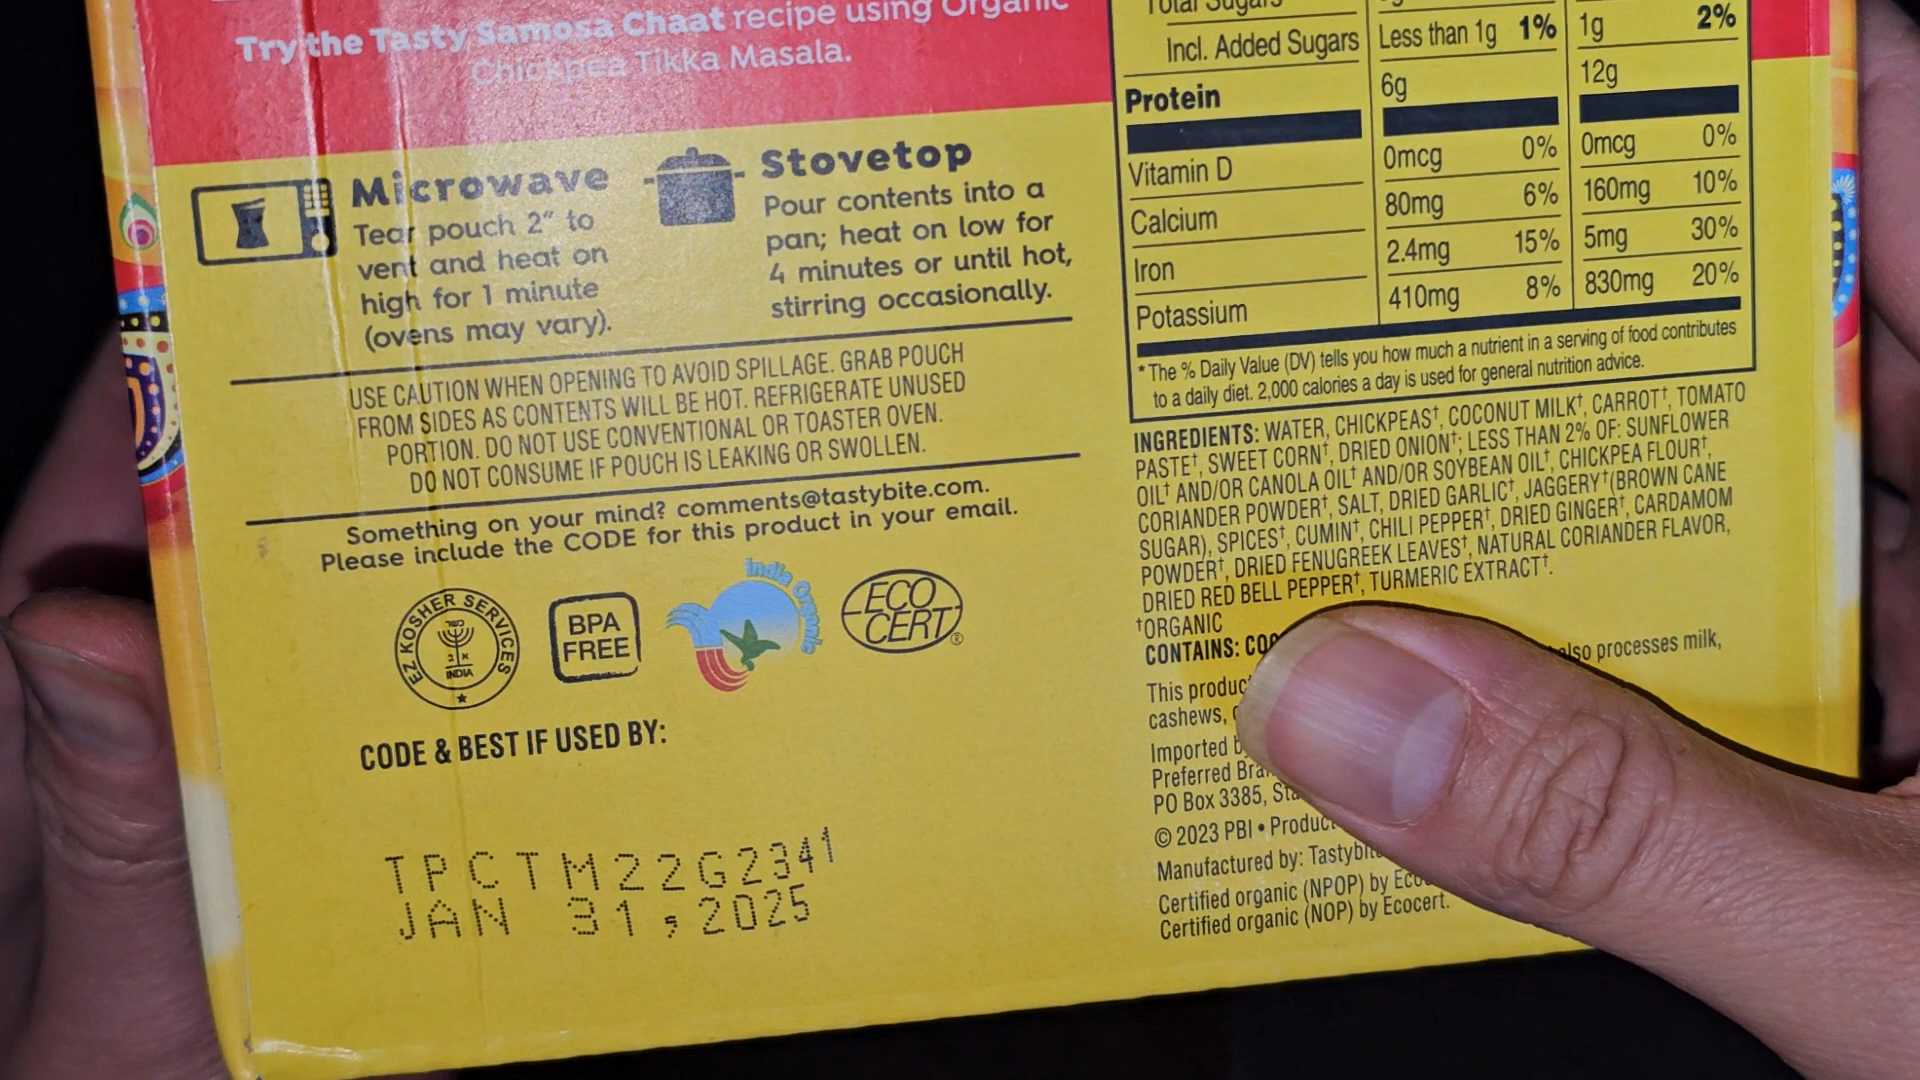 Try the Tasty Samosa Chaat recipe using Organic
Chickpea Tikka Masala.
Microwave
Tear pouch 2” to
vent and heat on
high for 1 minute
(ovens may vary).
Stovetop
Pour contents into a
pan; heat on low for
4 minutes or until hot,
stirring occasionally.
USE CAUTION WHEN OPENING TO AVOID SPILLAGE. GRAB POUCH
FROM SIDES AS CONTENTS WILL BE HOT. REFRIGERATE UNUSED
PORTION. DO NOT USE CONVENTIONAL OR TOASTER OVEN.
DO NOT CONSUME IF POUCH IS LEAKING OR SWOLLEN.
Something on your mind? comments@tastybite.com.
Please include the CODE for this product in your email.
EZ KOSHER SERVICES
INDIA
BPA
FREE
India Organic
ECO
CERT®
CODE & BEST IF USED BY:
TPCTM22G2341
JAN 31,2025
Total Sugars
Incl. Added Sugars Less than 1g 1% 1g 2%
Protein 6g 12g
Vitamin D 0mcg 0% 0mcg 0%
Calcium 80mg 6% 160mg 10%
Iron 2.4mg 15% 5mg 30%
Potassium 410mg 8% 830mg 20%
*The % Daily Value (DV) tells you how much a nutrient in a serving of food contributes
to a daily diet. 2,000 calories a day is used for general nutrition advice.
INGREDIENTS: WATER, CHICKPEAS†, COCONUT MILK†, CARROT†, TOMATO
PASTE†, SWEET CORN†, DRIED ONION†; LESS THAN 2% OF: SUNFLOWER
OIL† AND/OR CANOLA OIL† AND/OR SOYBEAN OIL†, CHICKPEA FLOUR†,
CORIANDER POWDER†, SALT, DRIED GARLIC†, JAGGERY†(BROWN CANE
SUGAR), SPICES†, CUMIN†, CHILI PEPPER†, DRIED GINGER†, CARDAMOM
POWDER†, DRIED FENUGREEK LEAVES†, NATURAL CORIANDER FLAVOR,
DRIED RED BELL PEPPER†, TURMERIC EXTRACT†.
†ORGANIC
CONTAINS:
This also processes milk,
cashews,
Imported
Preferred
PO Box 3385,
© 2023 PBI •
Manufactured by:
Certified organic (NPOP) by
Certified organic (NOP) by Ecocert.